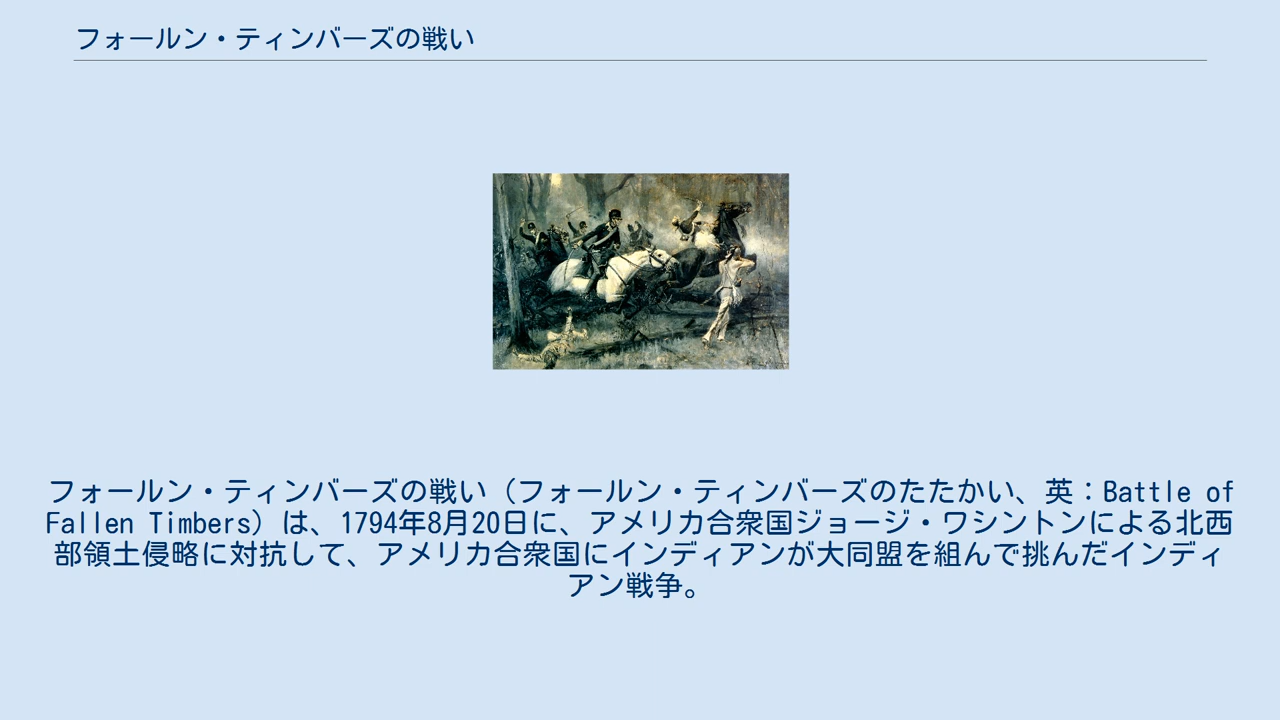 フォールン・ティンバーズの戦い
フォールン・ティンバーズの戦い（フォールン・ティンバーズのたたかい、英：Battle of
Fallen Timbers）は、1794年8月20日に、アメリカ合衆国ジョージ・ワシントンによる北西
部領土侵略に対抗して、アメリカ合衆国にインディアンが大同盟を組んで挑んだインディ
アン戦争。